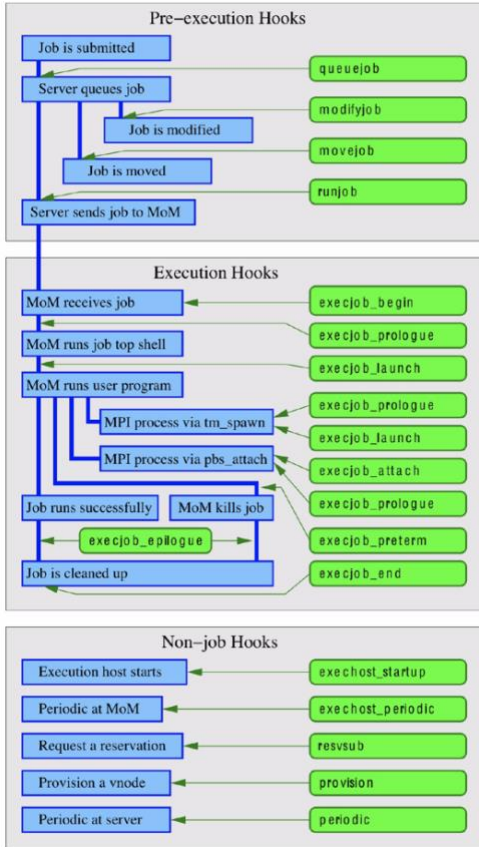 Pre-execution Hooks
Job is submitted
queuejob
Server queues job
modifyjob
Job is modified
movejob
Job is moved
runjob
Server sends job to MoM
Execution Hooks
MoM receives job
execjob_begin
execjob_prologue
MoM runs job top shell
execjob_launch
MoM runs user program
execjob_prologue
MPI process via tm_spawn
execjob_launch
MPI process via pbs_attach
execjob_attach
execjob_prologue
Job runs successfully
MoM kills job
execjob_preterm
execjob_epilogue
Job is cleaned up
execjob_end
Non-job Hooks
Execution host starts
exechost_startup
Periodic at MoM
exechost_periodic
Request a reservation
resvsub
Provision a vnode
provision
Periodic at server
periodic